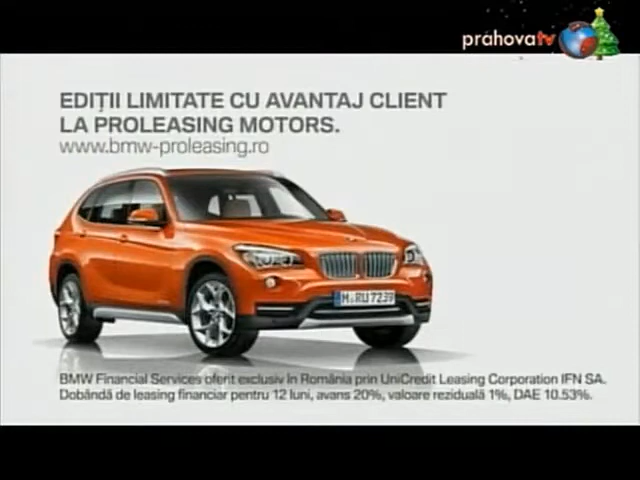 prahovatv
EDIȚII LIMITATE CU AVANTAJ CLIENT
LA PROLEASING MOTORS.
www.bmw-proleasing.ro
M RU 7239
BMW Financial Services oferit exclusiv în România prin UniCredit Leasing Corporation IFN SA.
Dobândă de leasing financiar pentru 12 luni, avans 20%, valoare reziduală 1%, DAE 10.53%.